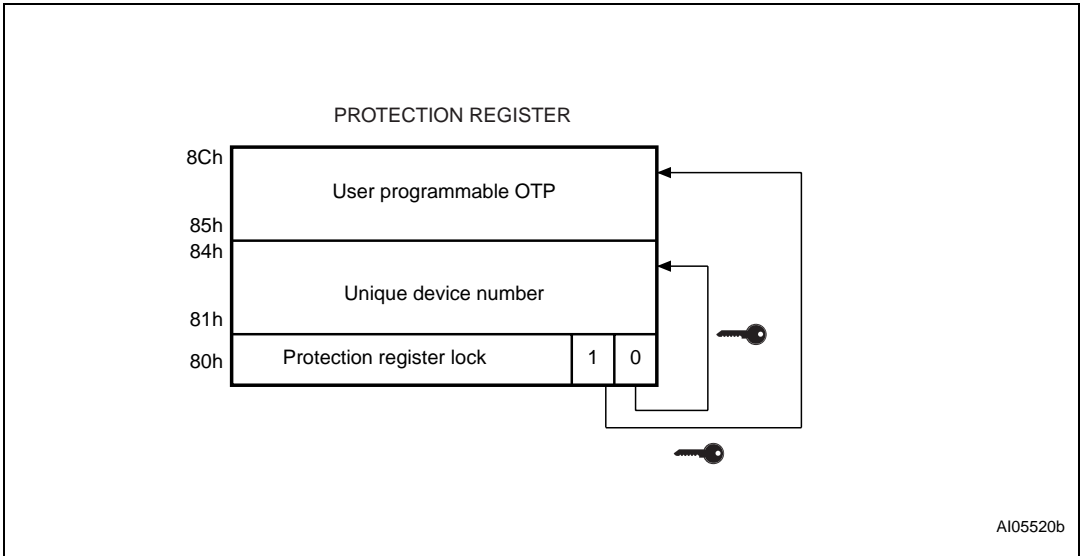 PROTECTION REGISTER
8Ch
User programmable OTP
85h
84h
Unique device number
81h
80h
Protection register lock
1
0
AI05520b